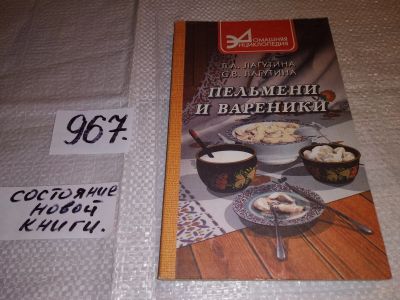 967.
СОСТОЯНИЕ
НОВОЙ
КНИГИ.
ДОМАШНЯЯ
ЭНЦИКЛОПЕДИЯ
Л.А. ЛАГУТИНА
С.В. ЛАГУТИНА
ПЕЛЬМЕНИ
И ВАРЕНИКИ